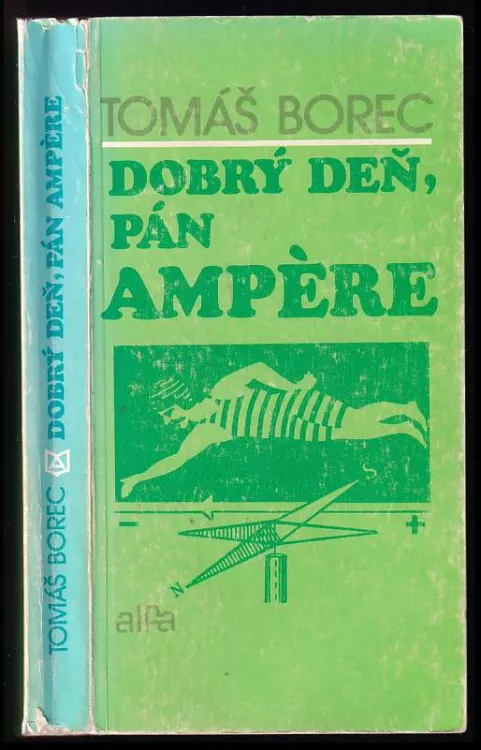 TOMÁŠ BOREC
DOBRÝ DEŇ,
PÁN
AMPÈRE
S
- +
N
alfa
TOMÁŠ BOREC DOBRÝ DEŇ, PÁN AMPÈRE